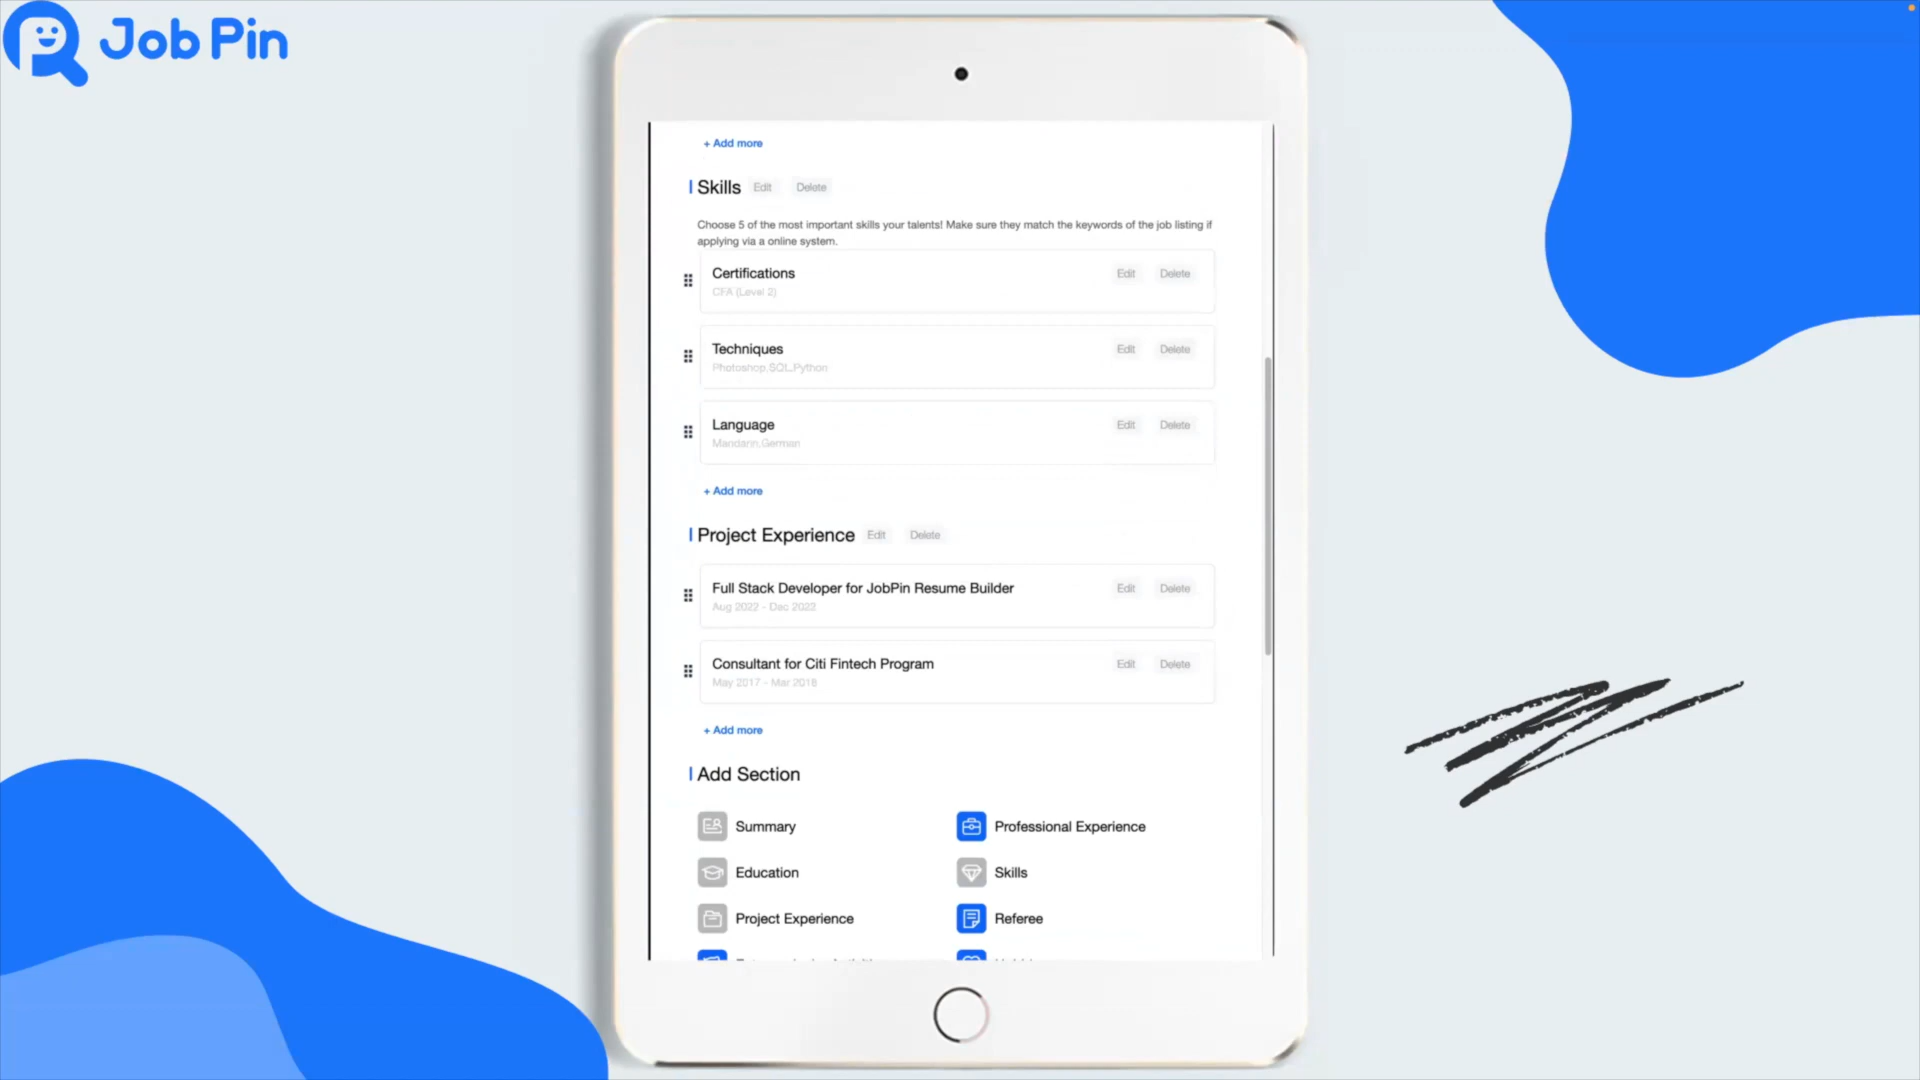 Job Pin
+ Add more
Skills Edit Delete
Choose 5 of the most important skills your talents! Make sure they match the keywords of the job listing if
applying via a online system.
Certifications Edit Delete
CFA (Level 2)
Techniques Edit Delete
Photoshop,SQL,Python
Language Edit Delete
Mandarin,German
+ Add more
Project Experience Edit Delete
Full Stack Developer for JobPin Resume Builder Edit Delete
Aug 2022 - Dec 2022
Consultant for Citi Fintech Program Edit Delete
May 2017 - Mar 2018
+ Add more
Add Section
Summary Professional Experience
Education Skills
Project Experience Referee